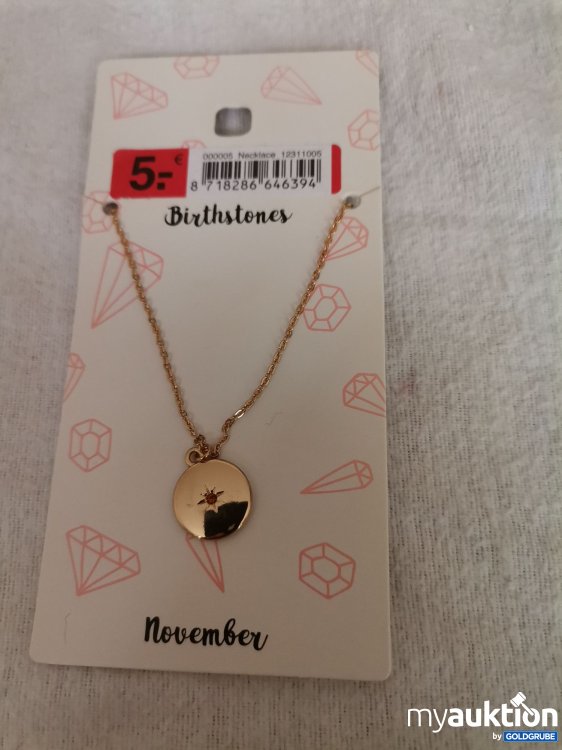 000005 Necklace 12311005
5.-€
8 718286 646394
Birthstones
November
myauktion
by GOLDGRUBE